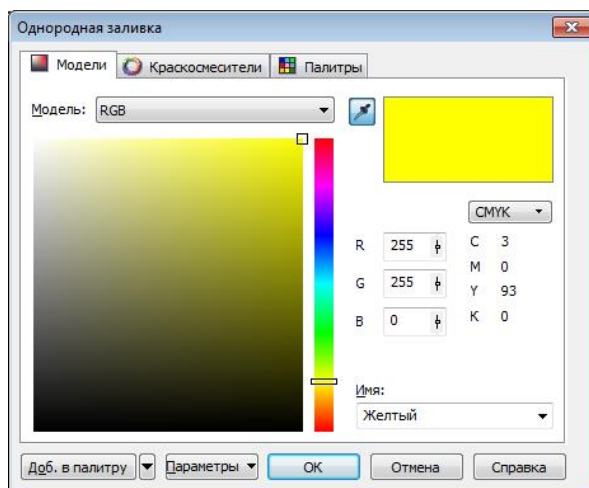 Однородная заливка
Модели Краскосмесители Палитры
Модель: RGB
CMYK
R 255 C 3
M 0
G 255 Y 93
B 0 K 0
Имя:
Желтый
Доб. в палитру Параметры OK Отмена Справка